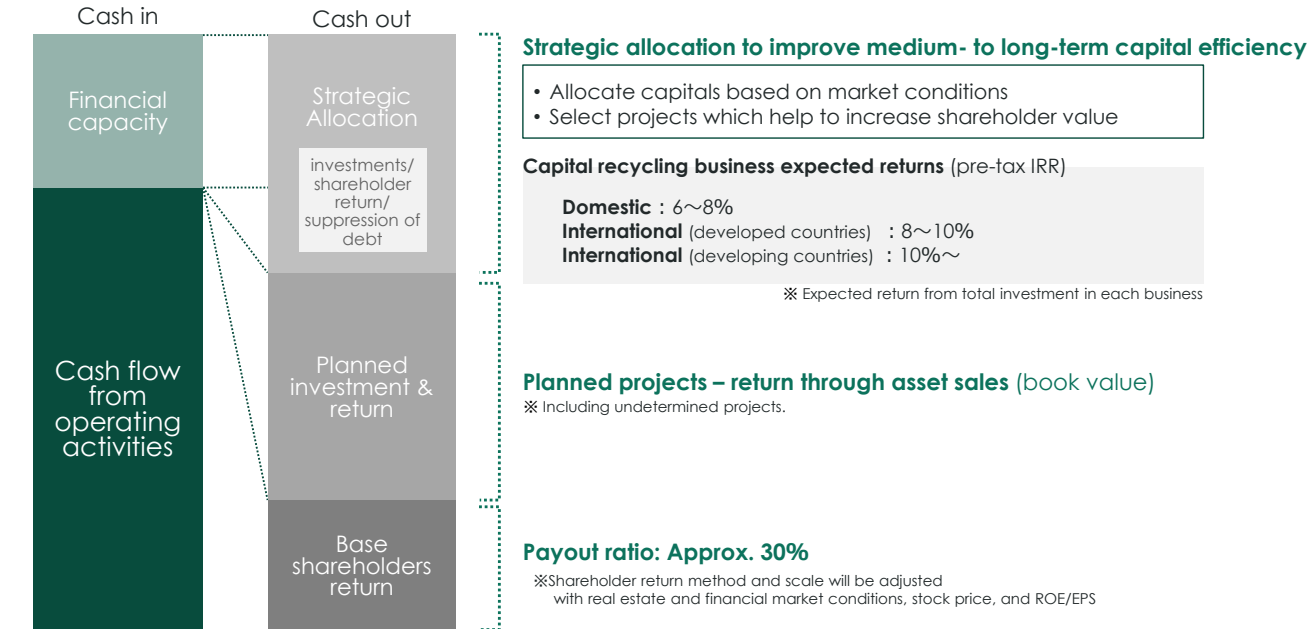 Cash in
Cash out
Financial
capacity
Cash flow
from
operating
activities
Strategic
Allocation
investments/
shareholder
return/
suppression of
debt
Planned
investment &
return
Base
shareholders
return
Strategic allocation to improve medium- to long-term capital efficiency
• Allocate capitals based on market conditions
• Select projects which help to increase shareholder value
Capital recycling business expected returns (pre-tax IRR)
Domestic：6～8%
International (developed countries) ：8～10%
International (developing countries) ：10%～
※ Expected return from total investment in each business
Planned projects – return through asset sales (book value)
※ Including undetermined projects.
Payout ratio: Approx. 30%
※Shareholder return method and scale will be adjusted
with real estate and financial market conditions, stock price, and ROE/EPS